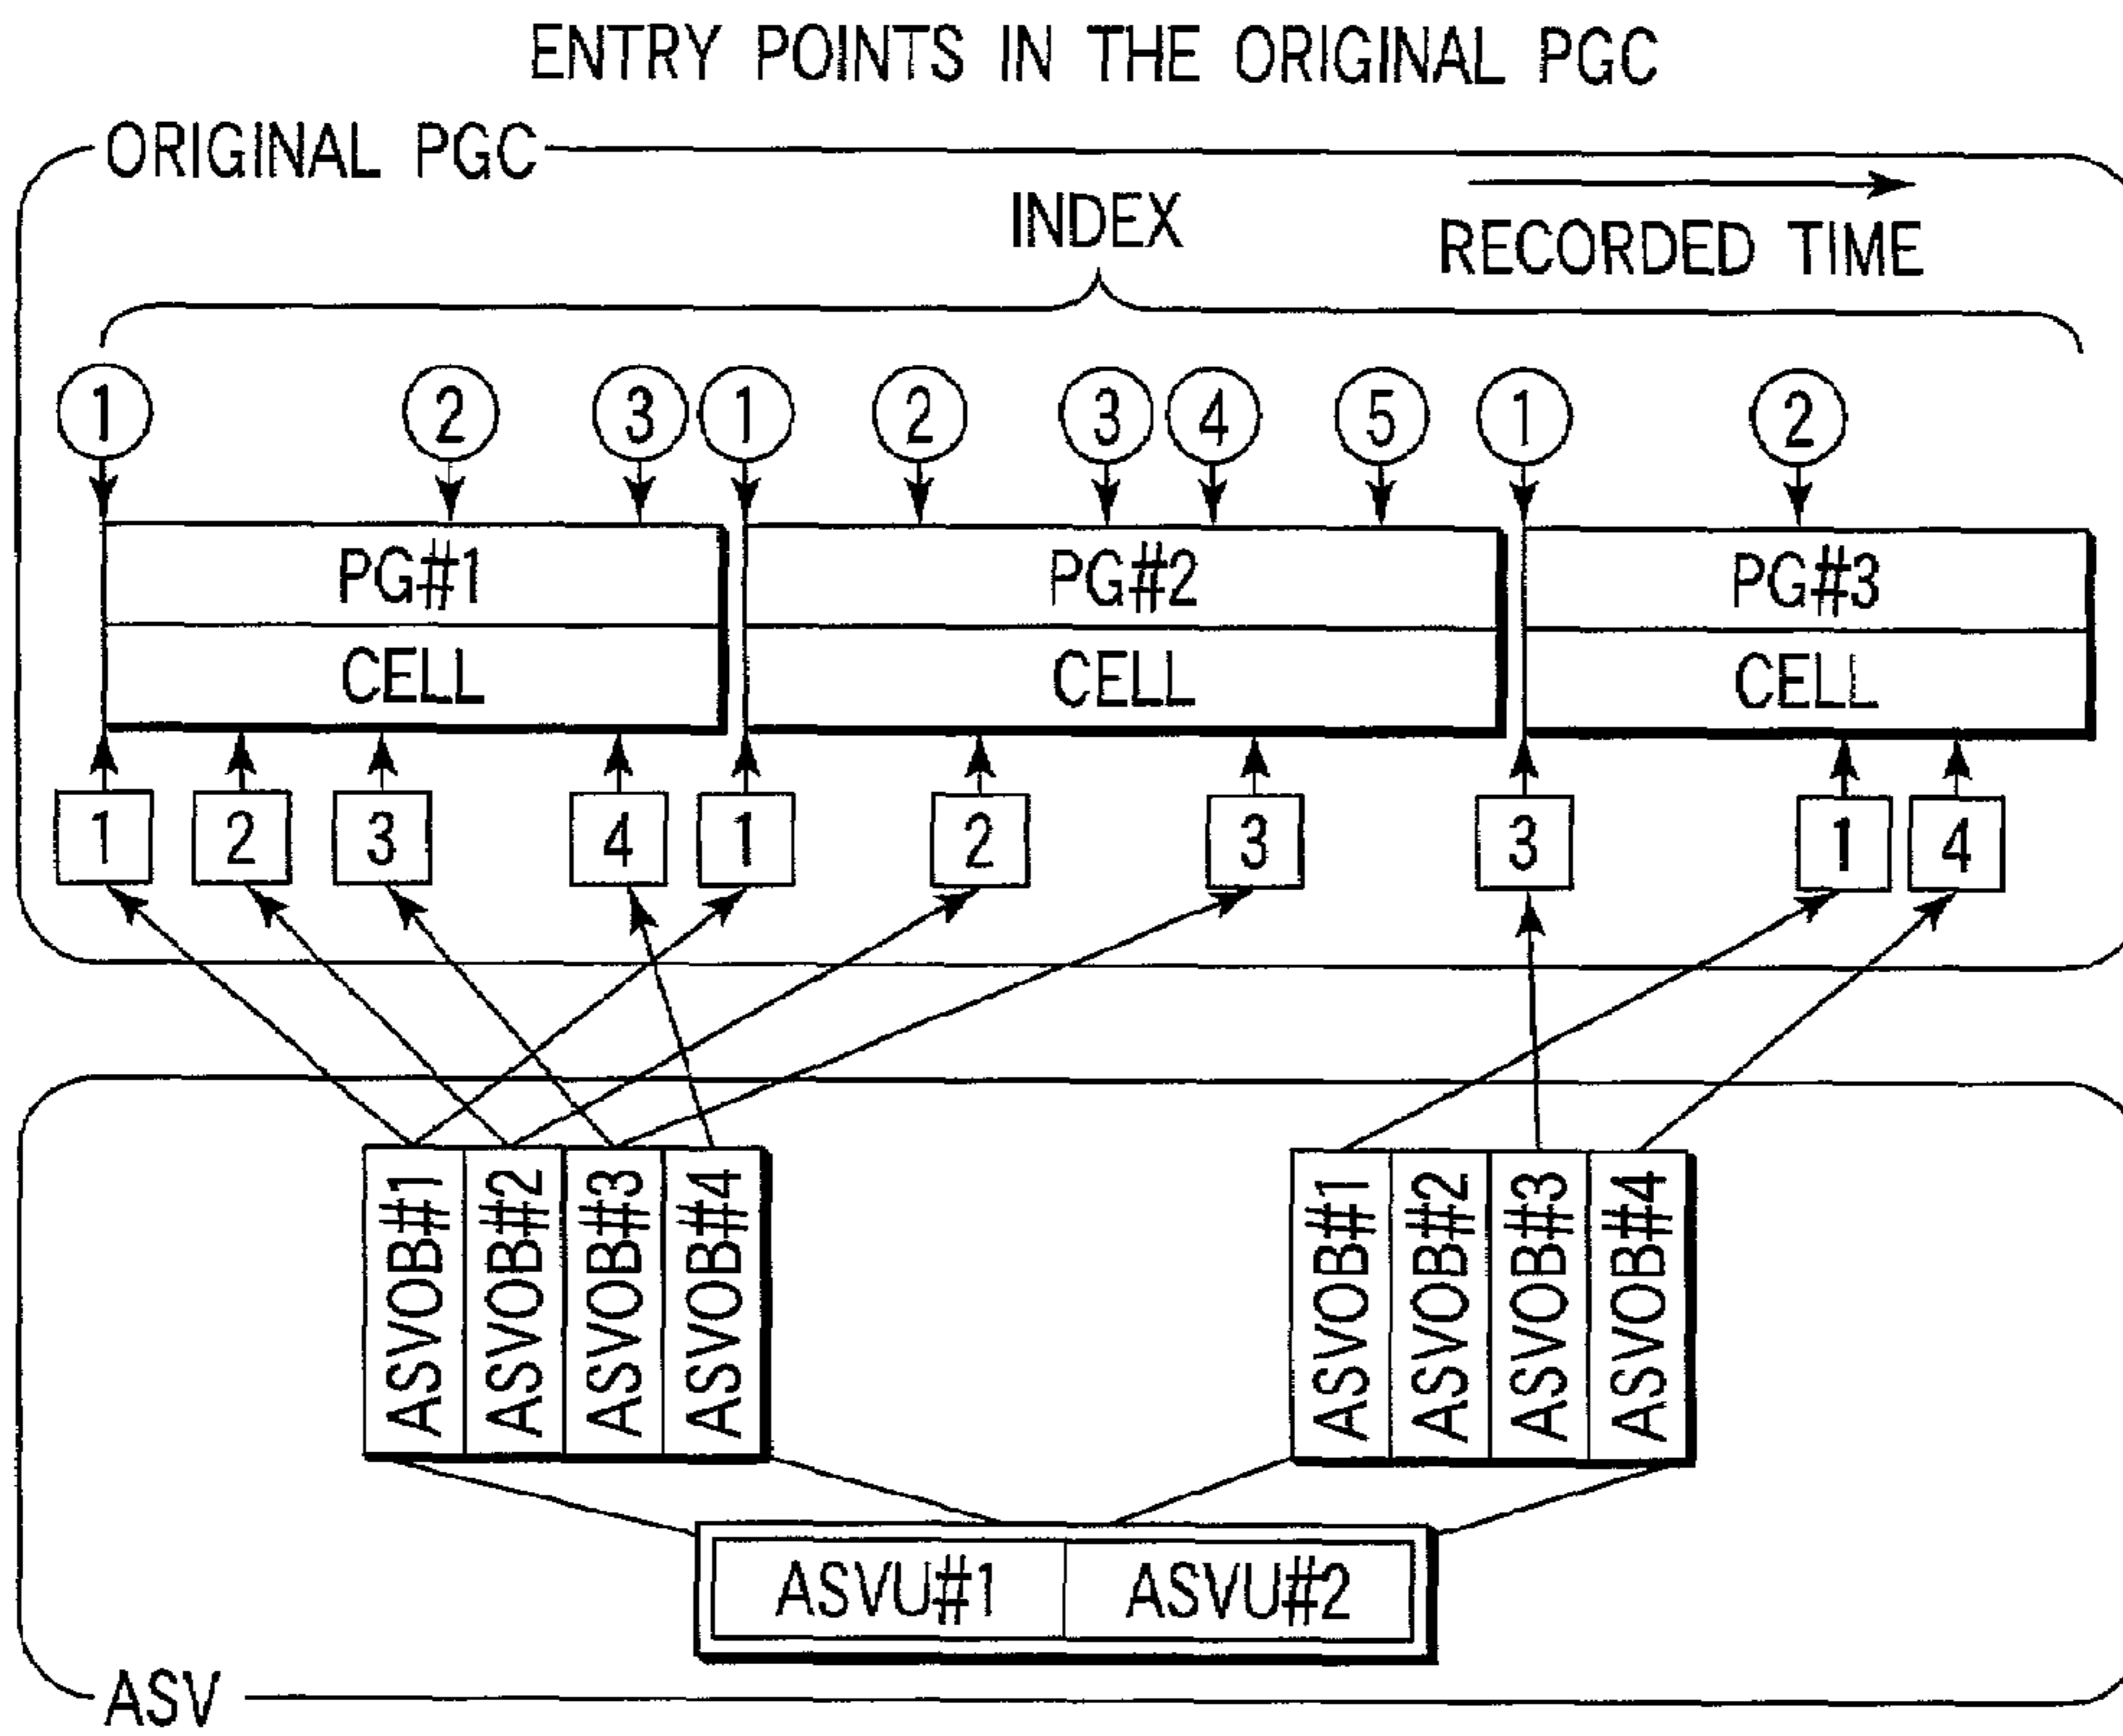 ENTRY POINTS IN THE ORIGINAL PGC
ORIGINAL PGC
INDEX
RECORDED TIME
1 2 3 1 2 3 4 5 1 2
PG#1 PG#2 PG#3
CELL CELL CELL
1 2 3 4 1 2 3 3 1 4
ASVOB#1 ASVOB#2 ASVOB#3 ASVOB#4 ASVOB#1 ASVOB#2 ASVOB#3 ASVOB#4
ASVU#1 ASVU#2
ASV